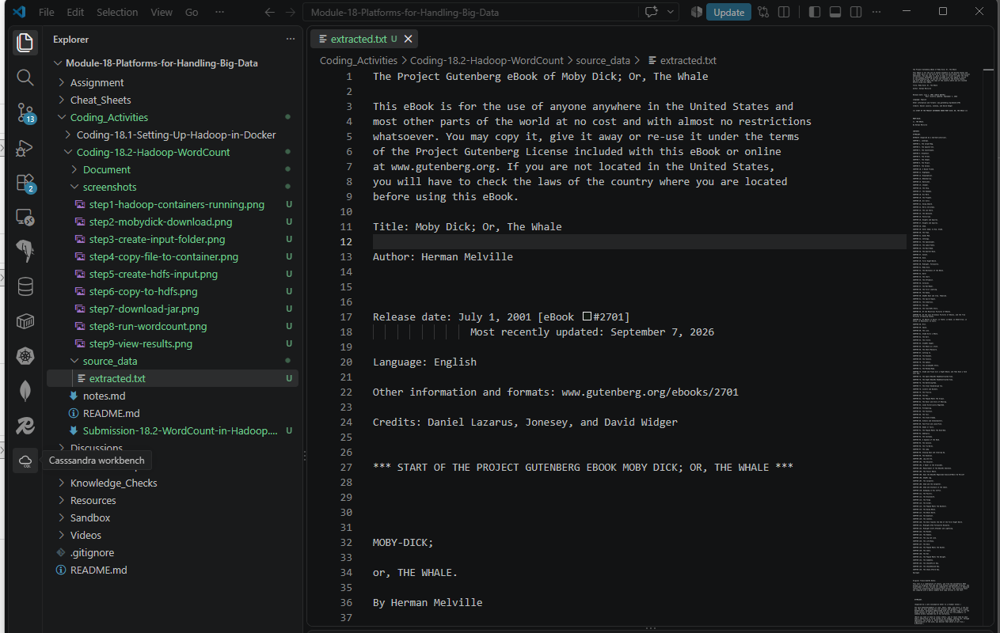 File Edit Selection View Go ··· Module-18-Platforms-for-Handling-Big-Data Update
Explorer
Module-18-Platforms-for-Handling-Big-Data
Assignment
Cheat_Sheets
Coding_Activities
Coding-18.1-Setting-Up-Hadoop-in-Docker
Coding-18.2-Hadoop-WordCount
Document
screenshots
step1-hadoop-containers-running.png U
step2-mobydick-download.png U
step3-create-input-folder.png U
step4-copy-file-to-container.png U
step5-create-hdfs-input.png U
step6-copy-to-hdfs.png U
step7-download-jar.png U
step8-run-wordcount.png U
step9-view-results.png U
source_data
extracted.txt U
notes.md
README.md
Submission-18.2-WordCount-in-Hadoop.... U
Discussions
Casssandra workbench
Knowledge_Checks
Resources
Sandbox
Videos
.gitignore
README.md
13
2
CQL
extracted.txt U
Coding_Activities > Coding-18.2-Hadoop-WordCount > source_data > extracted.txt
1 The Project Gutenberg eBook of Moby Dick; Or, The Whale
2
3 This eBook is for the use of anyone anywhere in the United States and
4 most other parts of the world at no cost and with almost no restrictions
5 whatsoever. You may copy it, give it away or re-use it under the terms
6 of the Project Gutenberg License included with this eBook or online
7 at www.gutenberg.org. If you are not located in the United States,
8 you will have to check the laws of the country where you are located
9 before using this eBook.
10
11 Title: Moby Dick; Or, The Whale
12
13 Author: Herman Melville
14
15
16
17 Release date: July 1, 2001 [eBook #2701]
18 Most recently updated: September 7, 2026
19
20 Language: English
21
22 Other information and formats: www.gutenberg.org/ebooks/2701
23
24 Credits: Daniel Lazarus, Jonesey, and David Widger
25
26
27 *** START OF THE PROJECT GUTENBERG EBOOK MOBY DICK; OR, THE WHALE ***
28
29
30
31
32 MOBY-DICK;
33
34 or, THE WHALE.
35
36 By Herman Melville
37